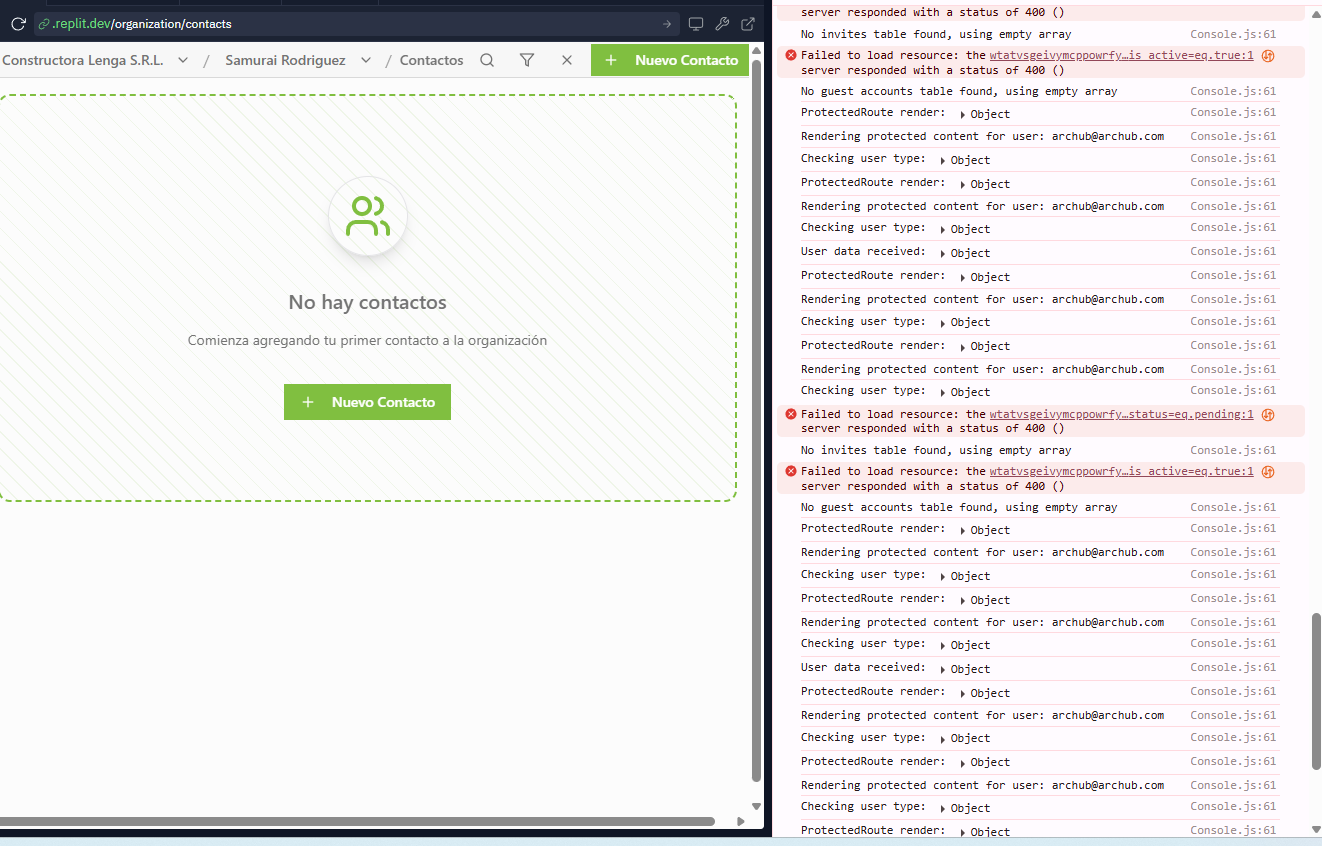 .replit.dev/organization/contacts
Constructora Lenga S.R.L. / Samurai Rodriguez / Contactos + Nuevo Contacto
No hay contactos
Comienza agregando tu primer contacto a la organización
+ Nuevo Contacto
server responded with a status of 400 ()
No invites table found, using empty array Console.js:61
Failed to load resource: the wtatvsgeivymcppowrfy…is_active=eq.true:1
server responded with a status of 400 ()
No guest accounts table found, using empty array Console.js:61
ProtectedRoute render: Object Console.js:61
Rendering protected content for user: archub@archub.com Console.js:61
Checking user type: Object Console.js:61
ProtectedRoute render: Object Console.js:61
Rendering protected content for user: archub@archub.com Console.js:61
Checking user type: Object Console.js:61
User data received: Object Console.js:61
ProtectedRoute render: Object Console.js:61
Rendering protected content for user: archub@archub.com Console.js:61
Checking user type: Object Console.js:61
ProtectedRoute render: Object Console.js:61
Rendering protected content for user: archub@archub.com Console.js:61
Checking user type: Object Console.js:61
Failed to load resource: the wtatvsgeivymcppowrfy…status=eq.pending:1
server responded with a status of 400 ()
No invites table found, using empty array Console.js:61
Failed to load resource: the wtatvsgeivymcppowrfy…is_active=eq.true:1
server responded with a status of 400 ()
No guest accounts table found, using empty array Console.js:61
ProtectedRoute render: Object Console.js:61
Rendering protected content for user: archub@archub.com Console.js:61
Checking user type: Object Console.js:61
ProtectedRoute render: Object Console.js:61
Rendering protected content for user: archub@archub.com Console.js:61
Checking user type: Object Console.js:61
User data received: Object Console.js:61
ProtectedRoute render: Object Console.js:61
Rendering protected content for user: archub@archub.com Console.js:61
Checking user type: Object Console.js:61
ProtectedRoute render: Object Console.js:61
Rendering protected content for user: archub@archub.com Console.js:61
Checking user type: Object Console.js:61
ProtectedRoute render: Object Console.js:61